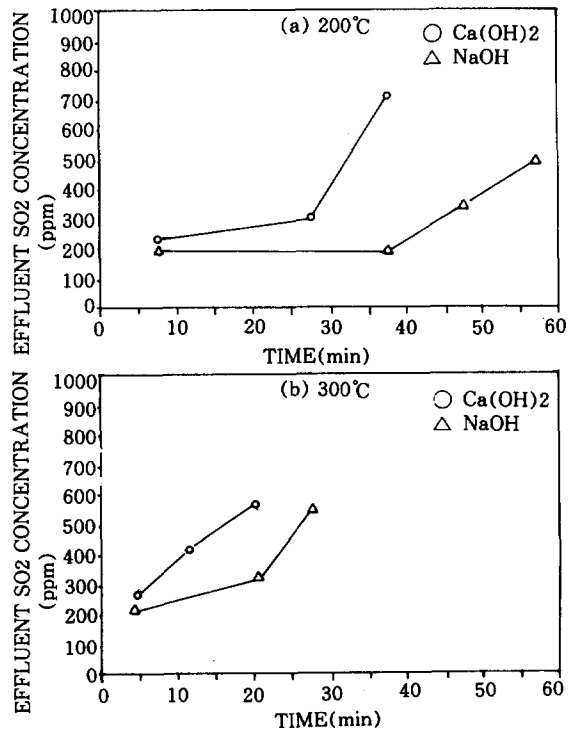 EFFLUENT SO2 CONCENTRATION
(ppm)
(a) 200℃
○ Ca(OH)2
△ NaOH
1000
900
800
700
600
500
400
300
200
100
0
0 10 20 30 40 50 60
TIME(min)
EFFLUENT SO2 CONCENTRATION
(ppm)
(b) 300℃
○ Ca(OH)2
△ NaOH
1000
900
800
700
600
500
400
300
200
100
0
0 10 20 30 40 50 60
TIME(min)